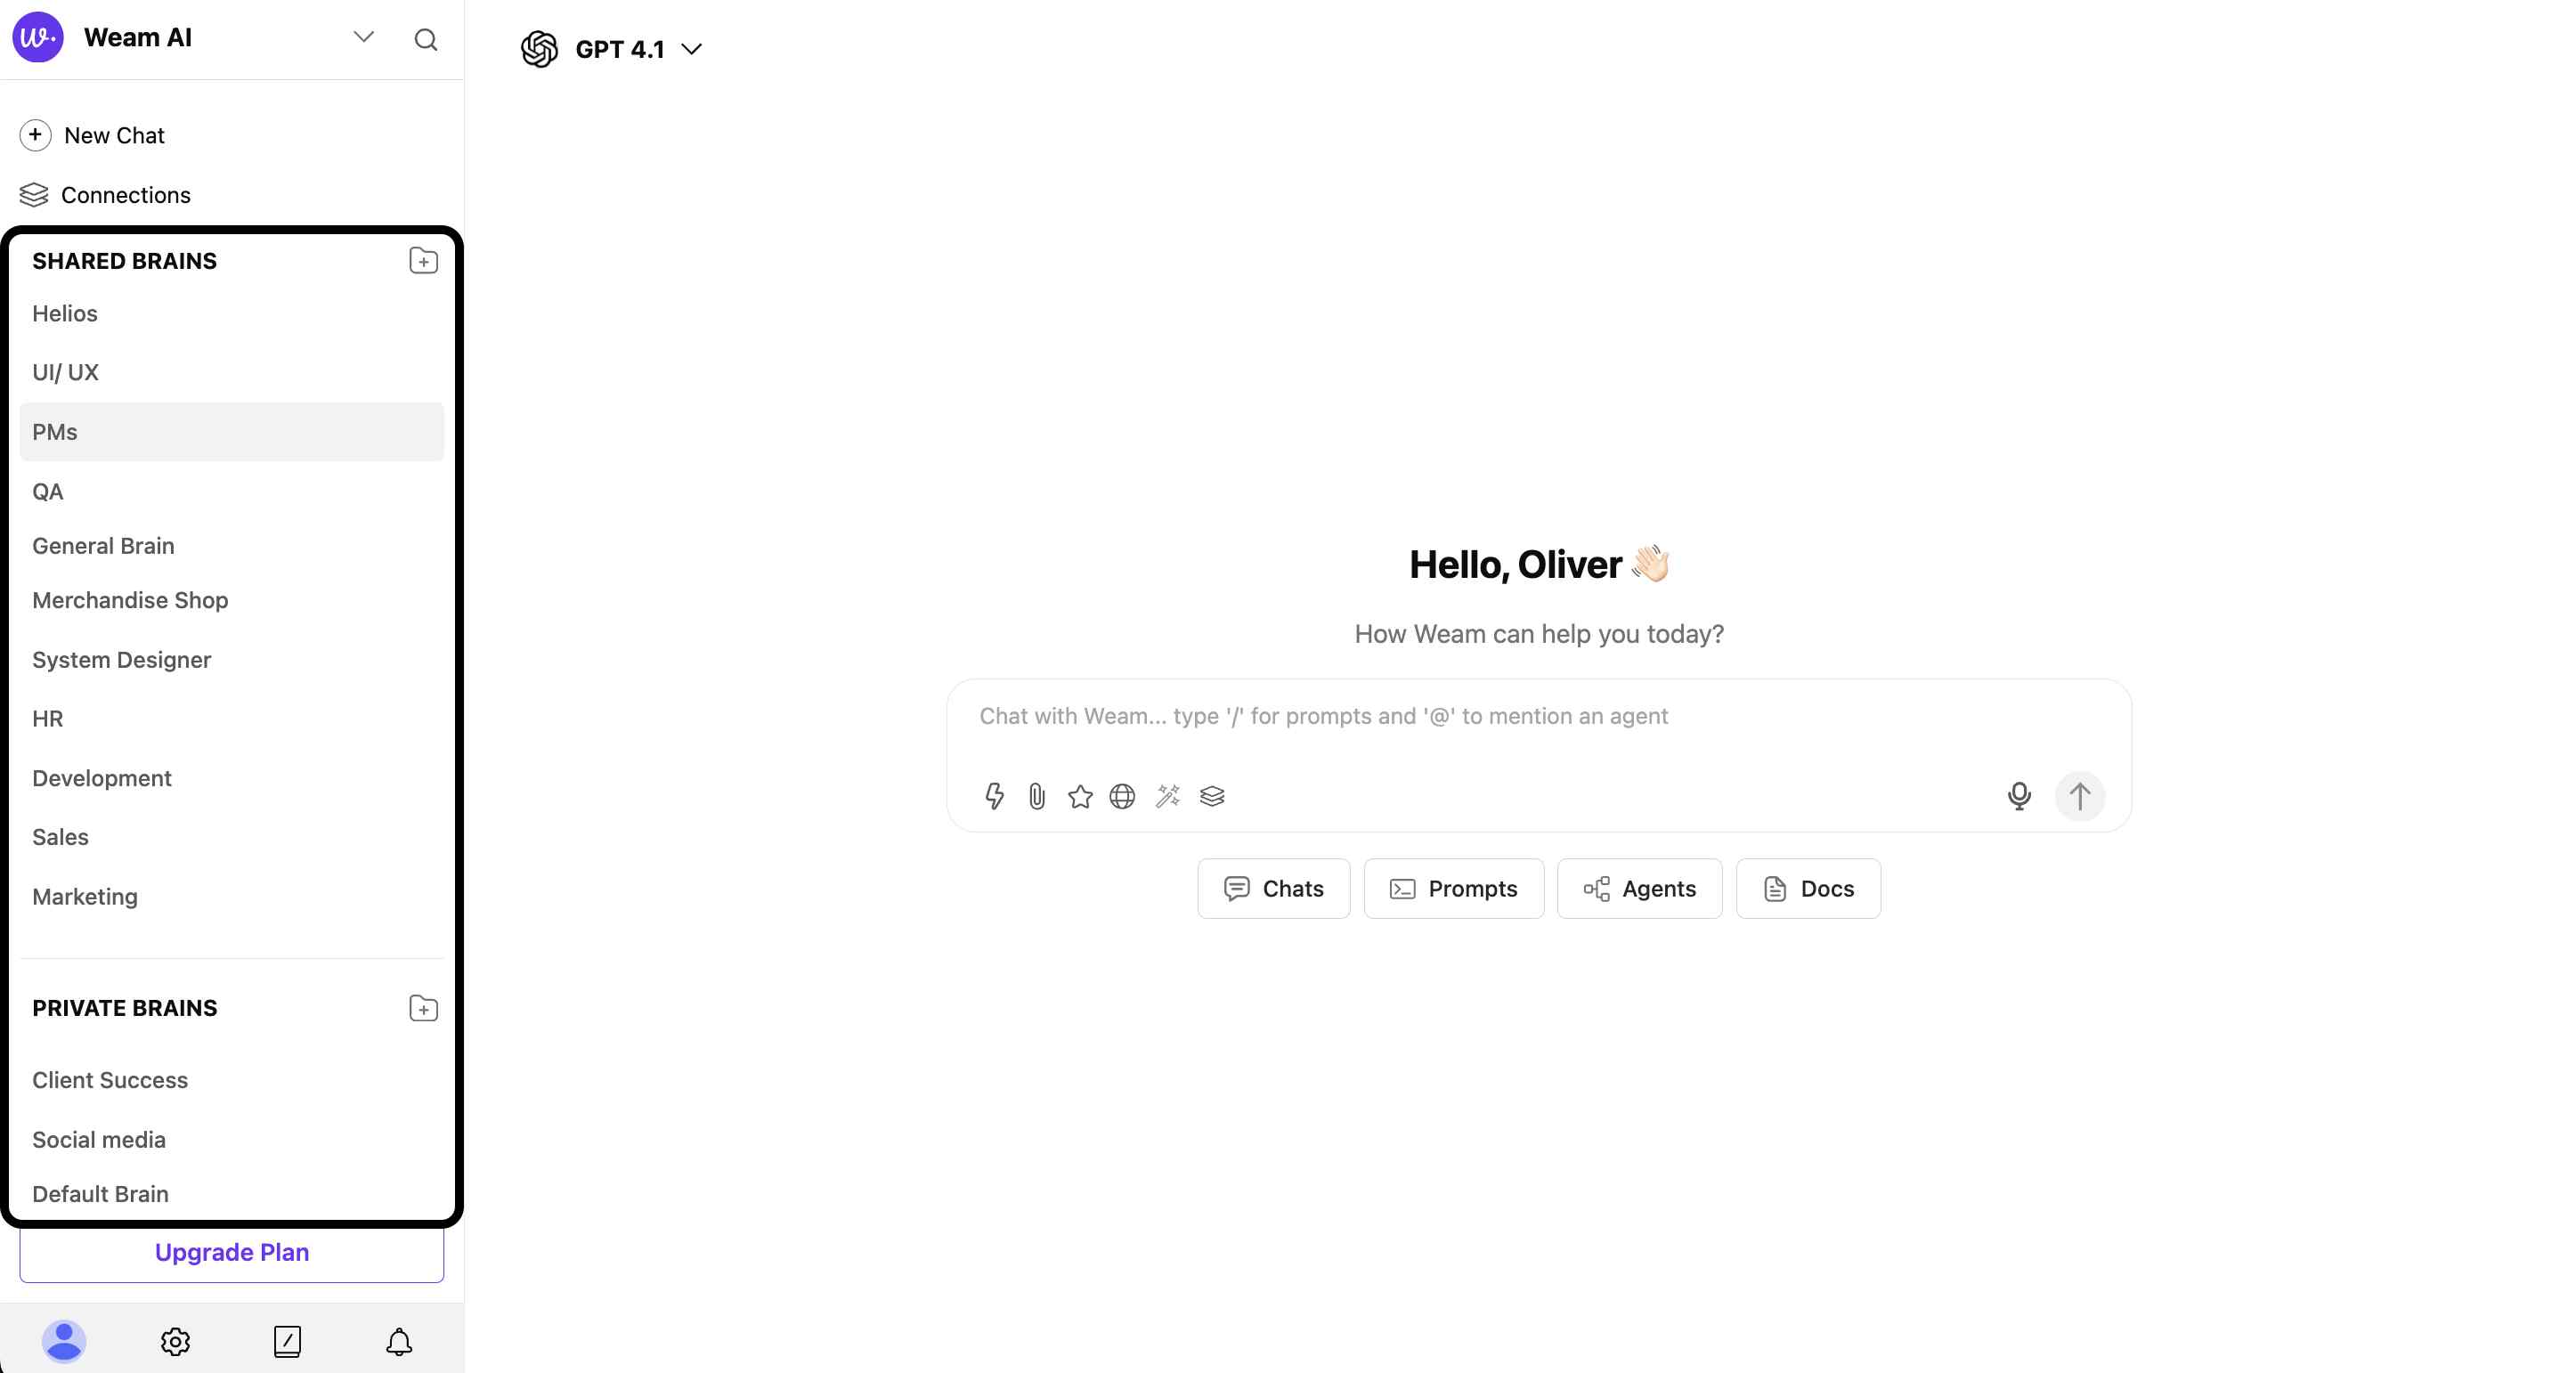 Weam AI
New Chat
Connections
SHARED BRAINS
Helios
UI/ UX
PMs
QA
General Brain
Merchandise Shop
System Designer
HR
Development
Sales
Marketing
PRIVATE BRAINS
Client Success
Social media
Default Brain
Upgrade Plan
GPT 4.1
Hello, Oliver 👋🏻
How Weam can help you today?
Chat with Weam... type '/' for prompts and '@' to mention an agent
Chats
Prompts
Agents
Docs